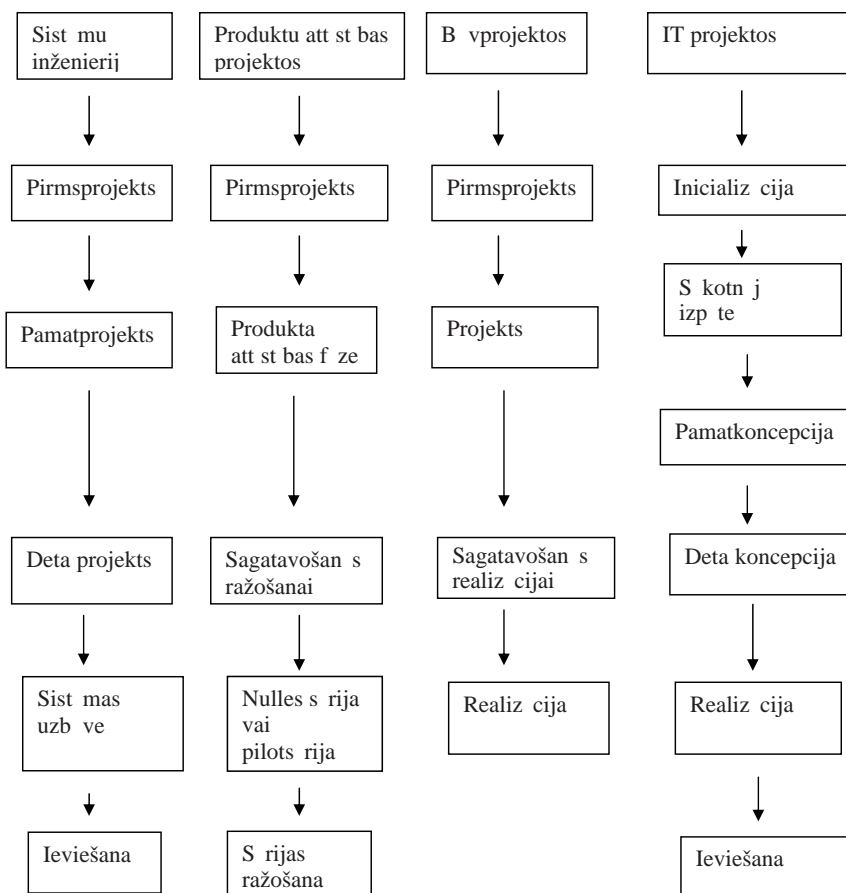 Sist mu
inženierij
Produktu att st bas
projektos
B vprojektos
IT projektos
Pirmsprojekts
Pirmsprojekts
Pirmsprojekts
Inicializ cija
S kotn j
izp te
Pamatprojekts
Produkta
att st bas f ze
Projekts
Pamatkoncepcija
Deta projekts
Sagatavošan s
ražošanai
Sagatavošan s
realiz cijai
Deta koncepcija
Sist mas
uzb ve
Nulles s rija
vai
pilots rija
Realiz cija
Realiz cija
Ieviešana
S rijas
ražošana
Ieviešana